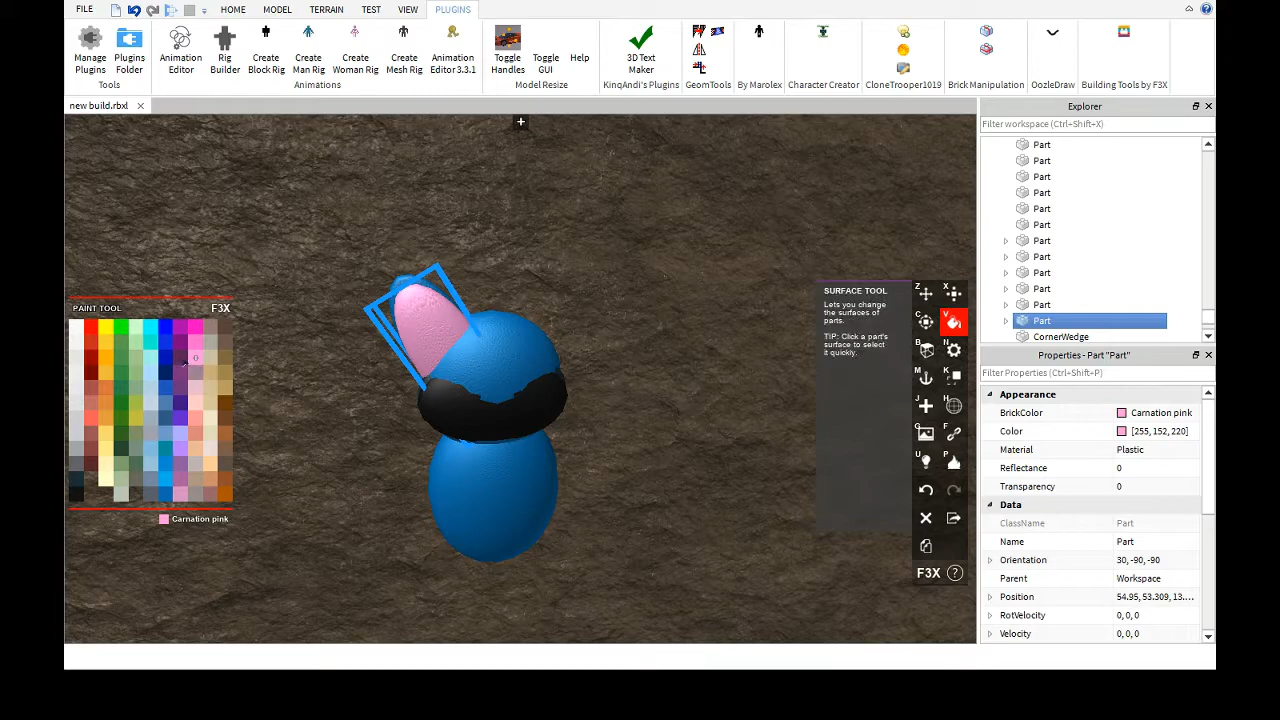 FILE HOME MODEL TERRAIN TEST VIEW PLUGINS
Manage Plugins
Plugins Folder
Tools
Animation Editor
Rig Builder
Create Block Rig
Create Man Rig
Create Woman Rig
Create Mesh Rig
Animation Editor 3.3.1
Animations
Toggle Handles
Toggle GUI
Help
Model Resize
3D Text Maker
KinqAndi's Plugins
GeomTools
By Marolex
Character Creator
CloneTrooper1019
Brick Manipulation
OozleDraw
Building Tools by F3X
new build.rbxl
Explorer
Filter workspace (Ctrl+Shift+X)
Part
Part
Part
Part
Part
Part
Part
Part
Part
Part
Part
Part
CornerWedge
PAINT TOOL F3X
Carnation pink
SURFACE TOOL
Lets you change
the surfaces of
parts.
TIP: Click a part's
surface to select
it quickly.
Z X
C V
B N
M K
J H
G F
U P
F3X ?
Properties - Part "Part"
Filter Properties (Ctrl+Shift+P)
Appearance
BrickColor Carnation pink
Color [255, 152, 220]
Material Plastic
Reflectance 0
Transparency 0
Data
ClassName Part
Name Part
Orientation 30, -90, -90
Parent Workspace
Position 54.95, 53.309, 13....
RotVelocity 0, 0, 0
Velocity 0, 0, 0